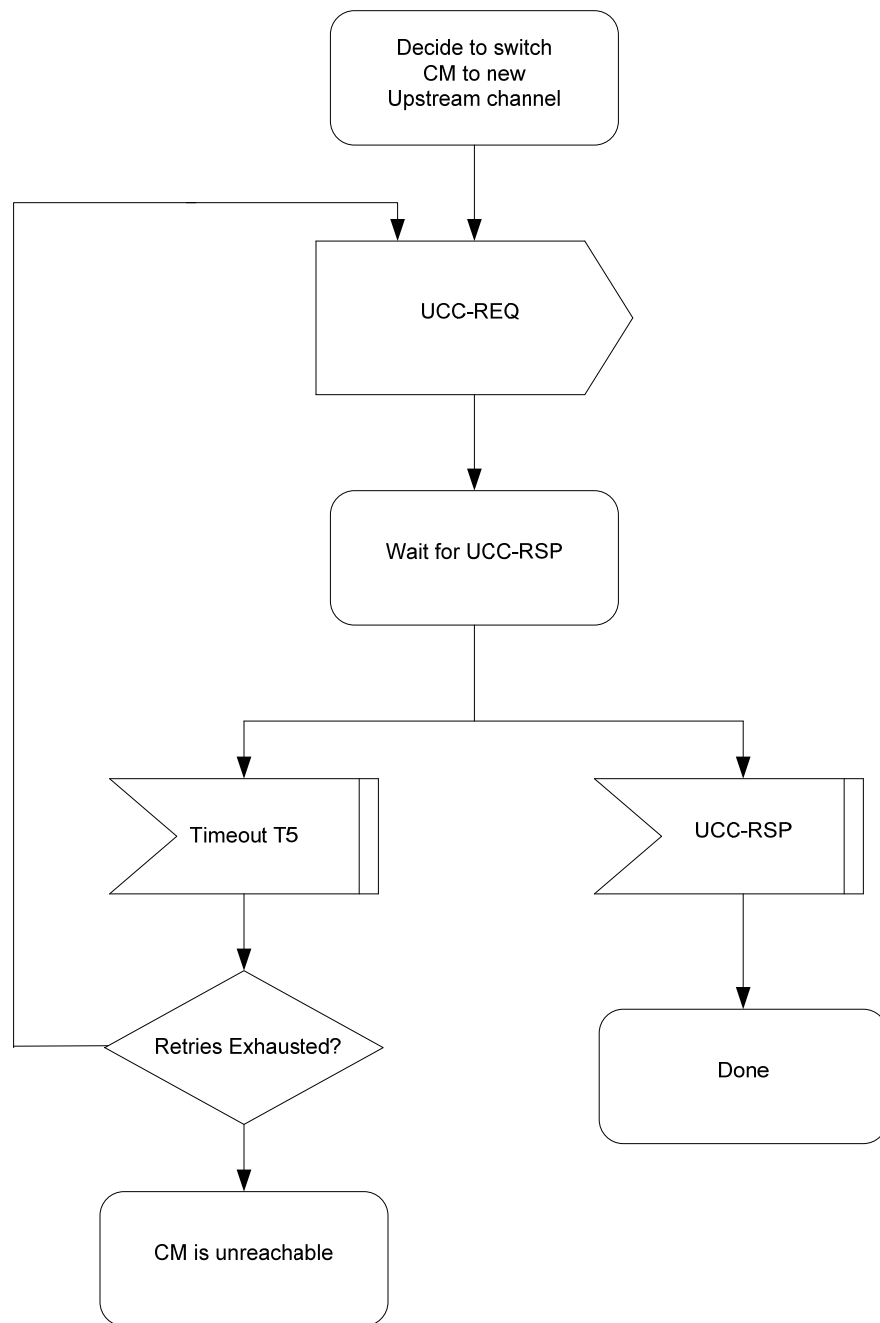 Decide to switch
CM to new
Upstream channel
UCC-REQ
Wait for UCC-RSP
Timeout T5
UCC-RSP
Retries Exhausted?
Done
CM is unreachable